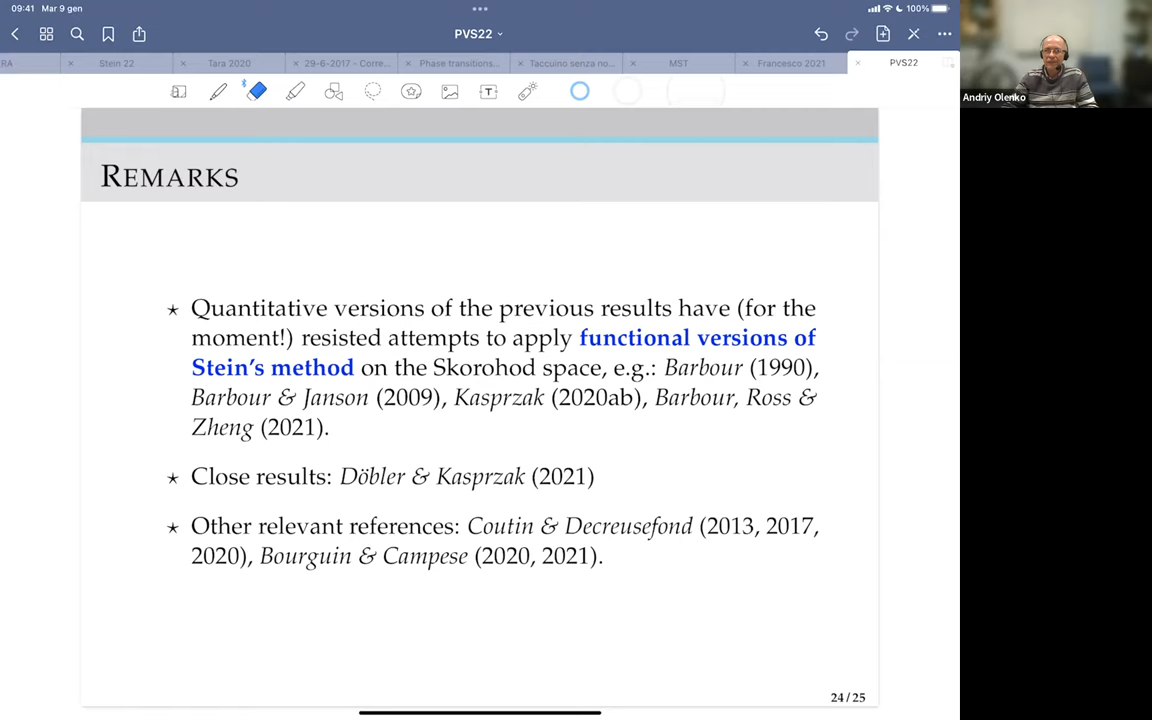 09:41 Mar 9 gen
100%
PVS22
RA
Stein 22
Tara 2020
29-6-2017 - Corre...
Phase transitions...
Taccuino senza no...
MST
Francesco 2021
PVS22
T
Andriy Olenko
REMARKS
⋆ Quantitative versions of the previous results have (for the
moment!) resisted attempts to apply functional versions of
Stein’s method on the Skorohod space, e.g.: Barbour (1990),
Barbour & Janson (2009), Kasprzak (2020ab), Barbour, Ross &
Zheng (2021).
⋆ Close results: Döbler & Kasprzak (2021)
⋆ Other relevant references: Coutin & Decreusefond (2013, 2017,
2020), Bourguin & Campese (2020, 2021).
24/25